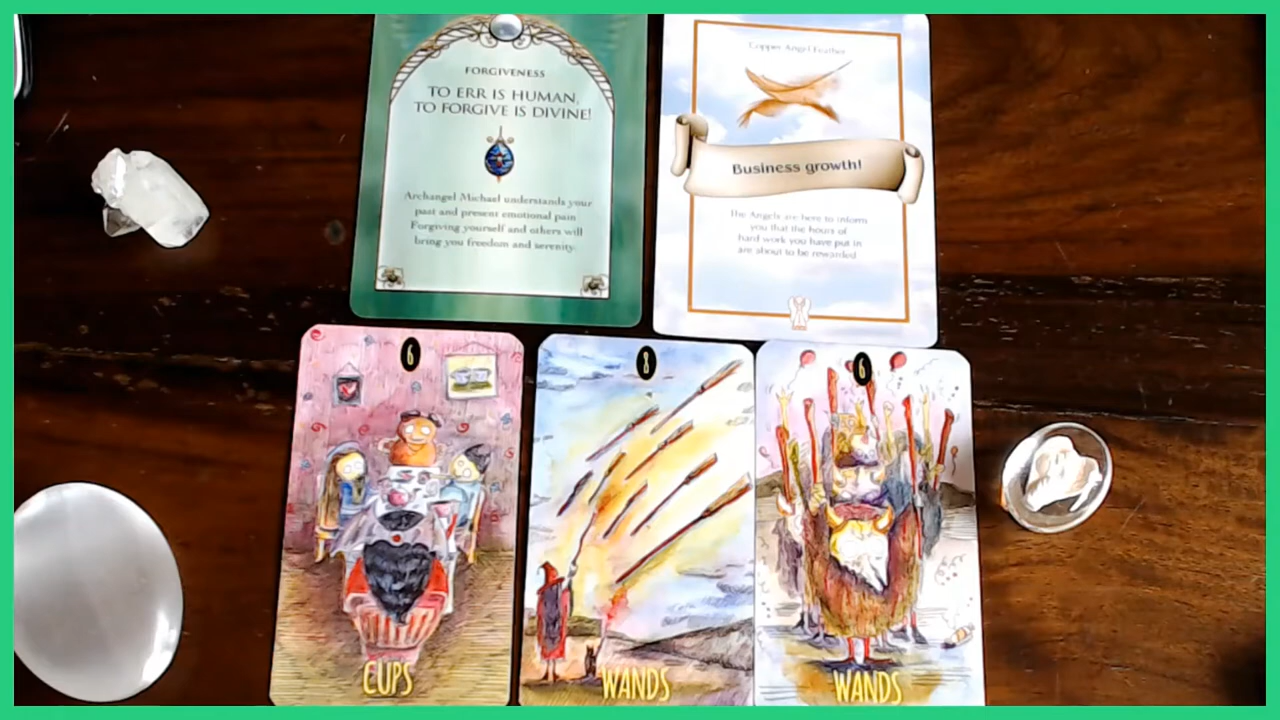 FORGIVENESS
TO ERR IS HUMAN,
TO FORGIVE IS DIVINE!
Archangel Michael understands your
past and present emotional pain
Forgiving yourself and others will
bring you freedom and serenity.
Copper Angel Feather
Business growth!
The Angels are here to inform
you that the hours of
hard work you have put in
are about to be rewarded
6
CUPS
8
WANDS
6
WANDS